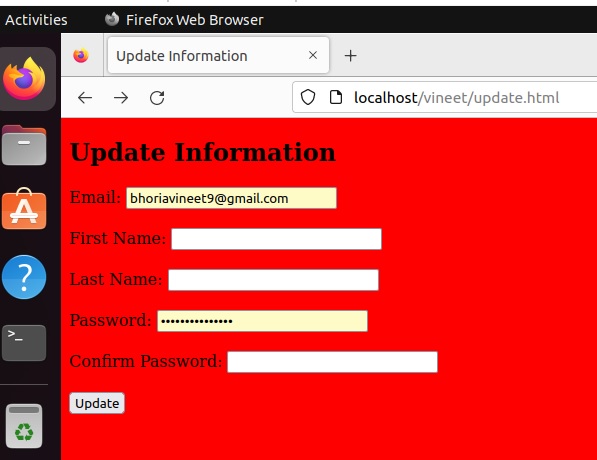 Activities Firefox Web Browser
Update Information × +
localhost/vineet/update.html
Update Information
Email: bhoriavineet9@gmail.com
First Name:
Last Name:
Password: •••••••••••••••
Confirm Password:
Update
>_
?